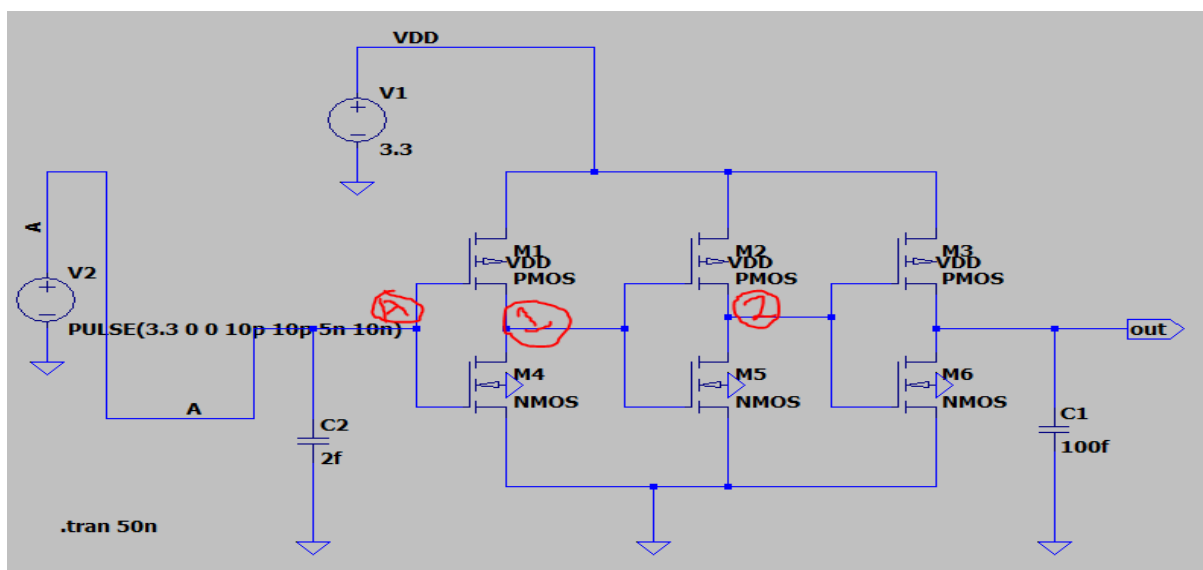 VDD
V1
3.3
A
V2
PULSE(3.3 0 0 10p 10p 5n 10n)
A
M1
VDD
PMOS
M2
VDD
PMOS
M3
VDD
PMOS
A
1
2
M4
NMOS
M5
NMOS
M6
NMOS
out
C2
2f
C1
100f
.tran 50n